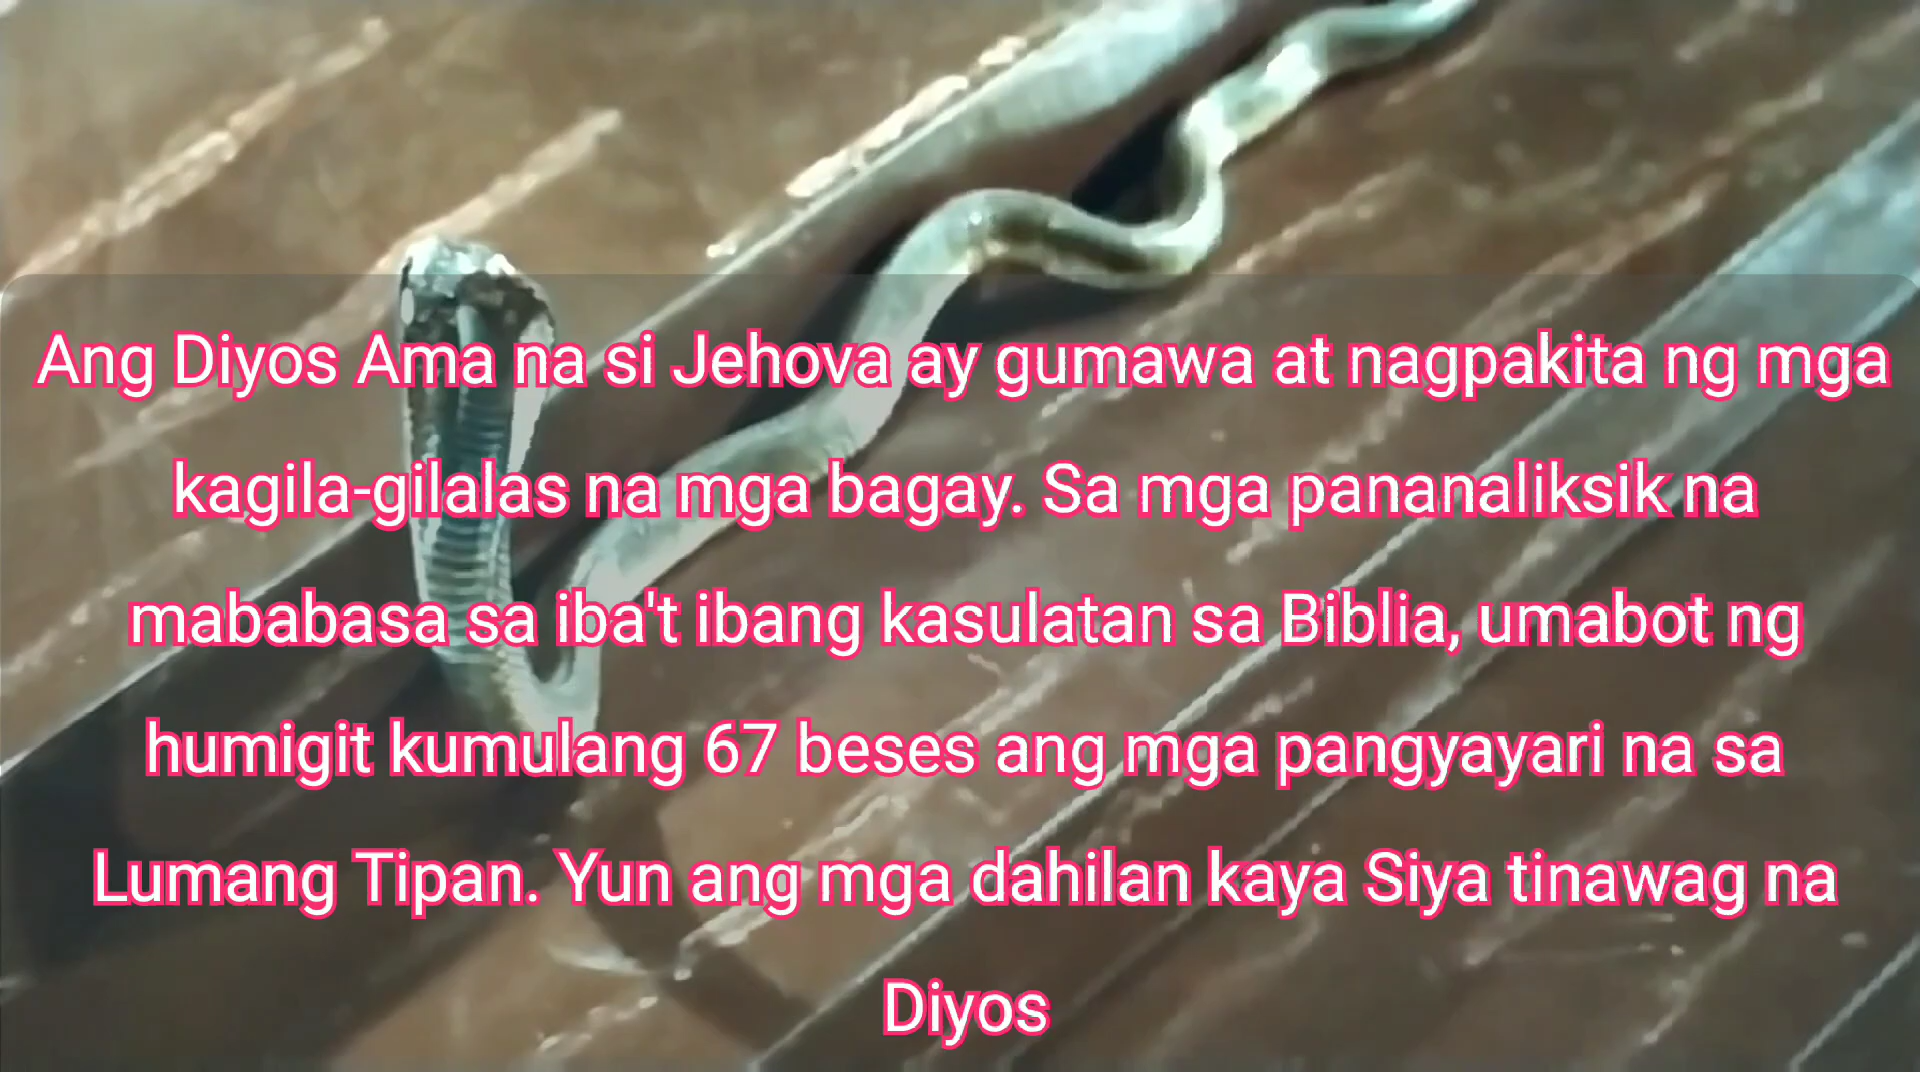 Ang Diyos Ama na si Jehova ay gumawa at nagpakita ng mga
kagila-gilalas na mga bagay. Sa mga pananaliksik na
mababasa sa iba't ibang kasulatan sa Biblia, umabot ng
humigit kumulang 67 beses ang mga pangyayari na sa
Lumang Tipan. Yun ang mga dahilan kaya Siya tinawag na
Diyos